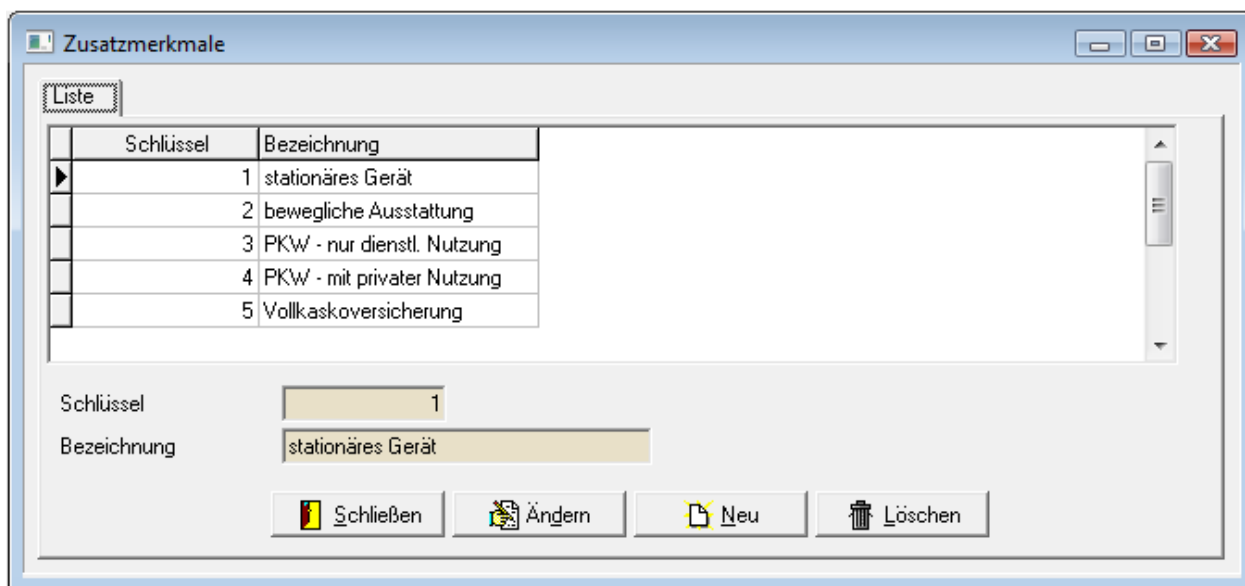 Zusatzmerkmale
Liste
Schlüssel Bezeichnung
1 stationäres Gerät
2 bewegliche Ausstattung
3 PKW - nur dienstl. Nutzung
4 PKW - mit privater Nutzung
5 Vollkaskoversicherung
Schlüssel 1
Bezeichnung stationäres Gerät
Schließen Ändern Neu Löschen